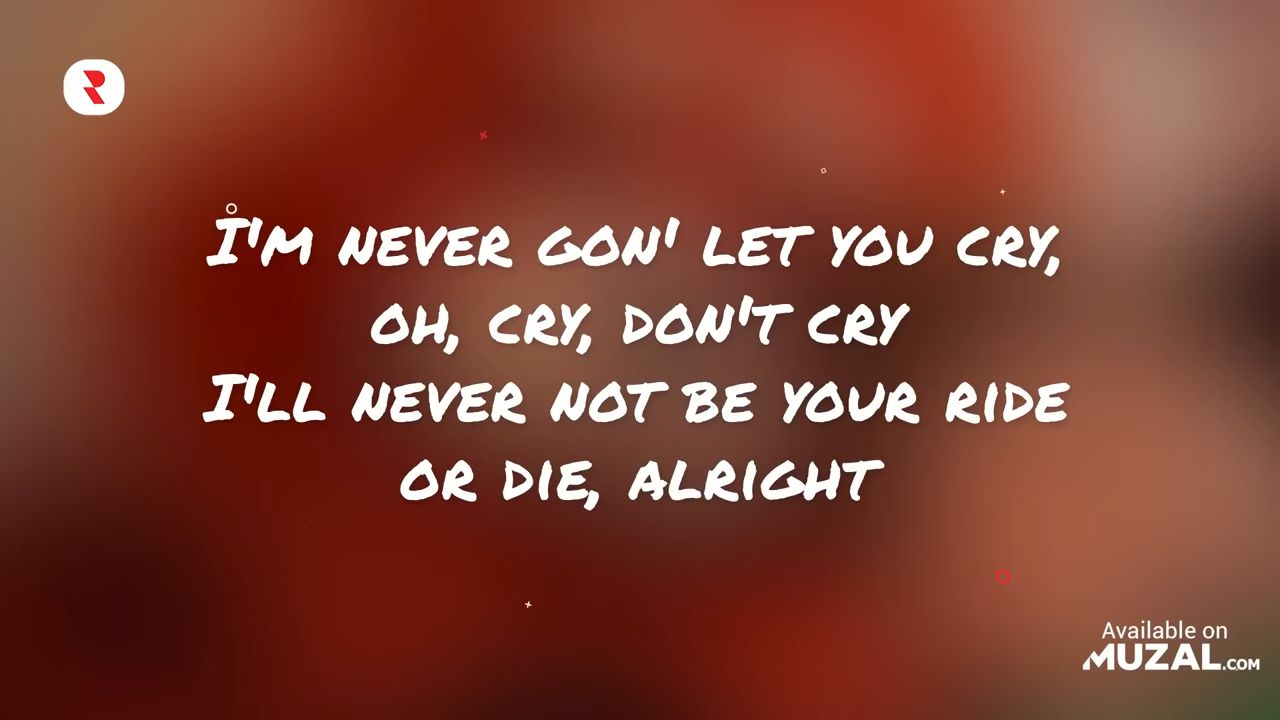 I'M NEVER GON' LET YOU CRY,
OH, CRY, DON'T CRY
I'LL NEVER NOT BE YOUR RIDE
OR DIE, ALRIGHT
Available on
MUZAL.COM